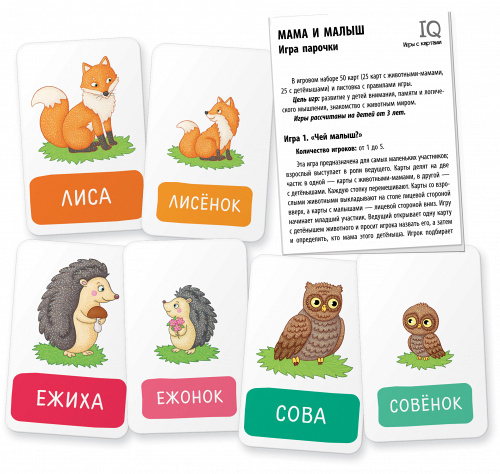 МАМА И МАЛЫШ
Игра парочки
IQ
Игры с картами
В игровом наборе 50 карт (25 карт с животными-мамами,
25 с детёнышами) и листовка с правилами игры.
Цель игр: развитие у детей внимания, памяти и логиче-
ского мышления, знакомство с животным миром.
Игры рассчитаны на детей от 3 лет.
Игра 1. «Чей малыш?»
Количество игроков: от 1 до 5.
Эта игра предназначена для самых маленьких участников;
взрослый выступает в роли ведущего. Карты делят на две
части: в одной — карты с животными-мамами, в другой —
с детёнышами. Каждую стопку перемешивают. Карты со взро-
слыми животными выкладывают на столе лицевой стороной
вверх, а карты с малышами — лицевой стороной вниз. Игру
начинает младший участник. Ведущий открывает одну карту
с детёнышем животного и просит игрока назвать его, а затем
и определить, кто мама этого детёныша. Игрок подбирает
ЛИСА
ЛИСЁНОК
ЕЖИХА
ЕЖОНОК
СОВА
СОВЁНОК